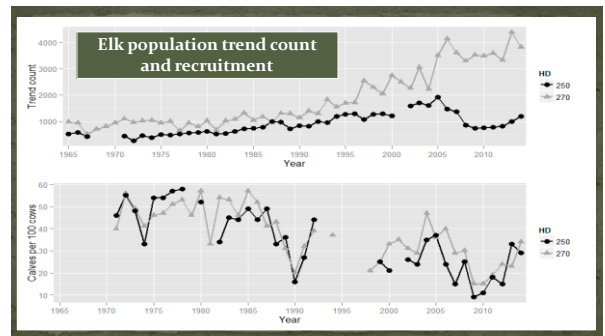 Elk population trend count
and recruitment
Trend count
4000
3000
2000
1000
1965 1970 1975 1980 1985 1990 1995 2000 2005 2010
Year
HD
250
270
Calves per 100 cows
60
50
40
30
20
10
1965 1970 1975 1980 1985 1990 1995 2000 2005 2010
Year
HD
250
270